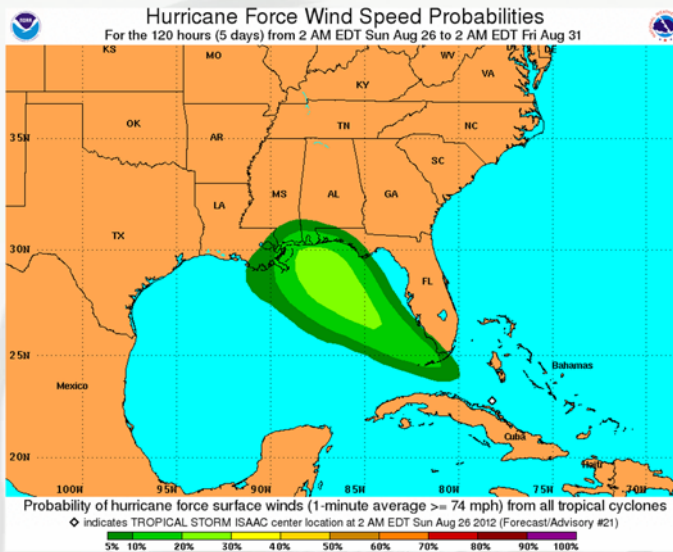 Hurricane Force Wind Speed Probabilities
For the 120 hours (5 days) from 2 AM EDT Sun Aug 26 to 2 AM EDT Fri Aug 31
KS MO WV DE
KY VA
OK TN NC
AR
35N
SC
MS AL GA
LA
TX
30N
FL
25N
Bahamas
Mexico
Cuba
20N
Haiti
100W 95W 90W 85W 80W 75W 70W
Probability of hurricane force surface winds (1-minute average >= 74 mph) from all tropical cyclones
◇ indicates TROPICAL STORM ISAAC center location at 2 AM EDT Sun Aug 26 2012 (Forecast/Advisory #21)
5% 10% 20% 30% 40% 50% 60% 70% 80% 90% 100%